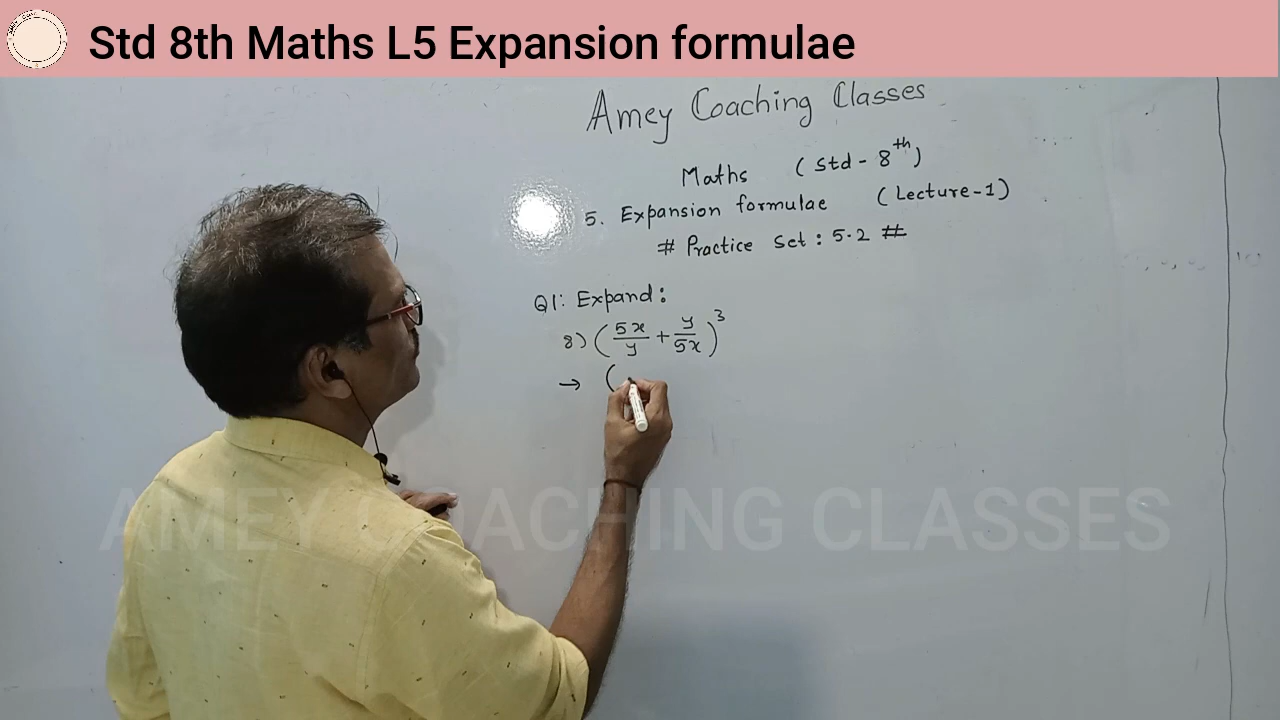 Std 8th Maths L5 Expansion formulae
Amey Coaching Classes
Maths (Std - 8th)
5. Expansion formulae (Lecture-1)
# Practice Set : 5.2 #
Q1: Expand:
8) (5x/y + y/5x)³
→ (
AMEY COACHING CLASSES